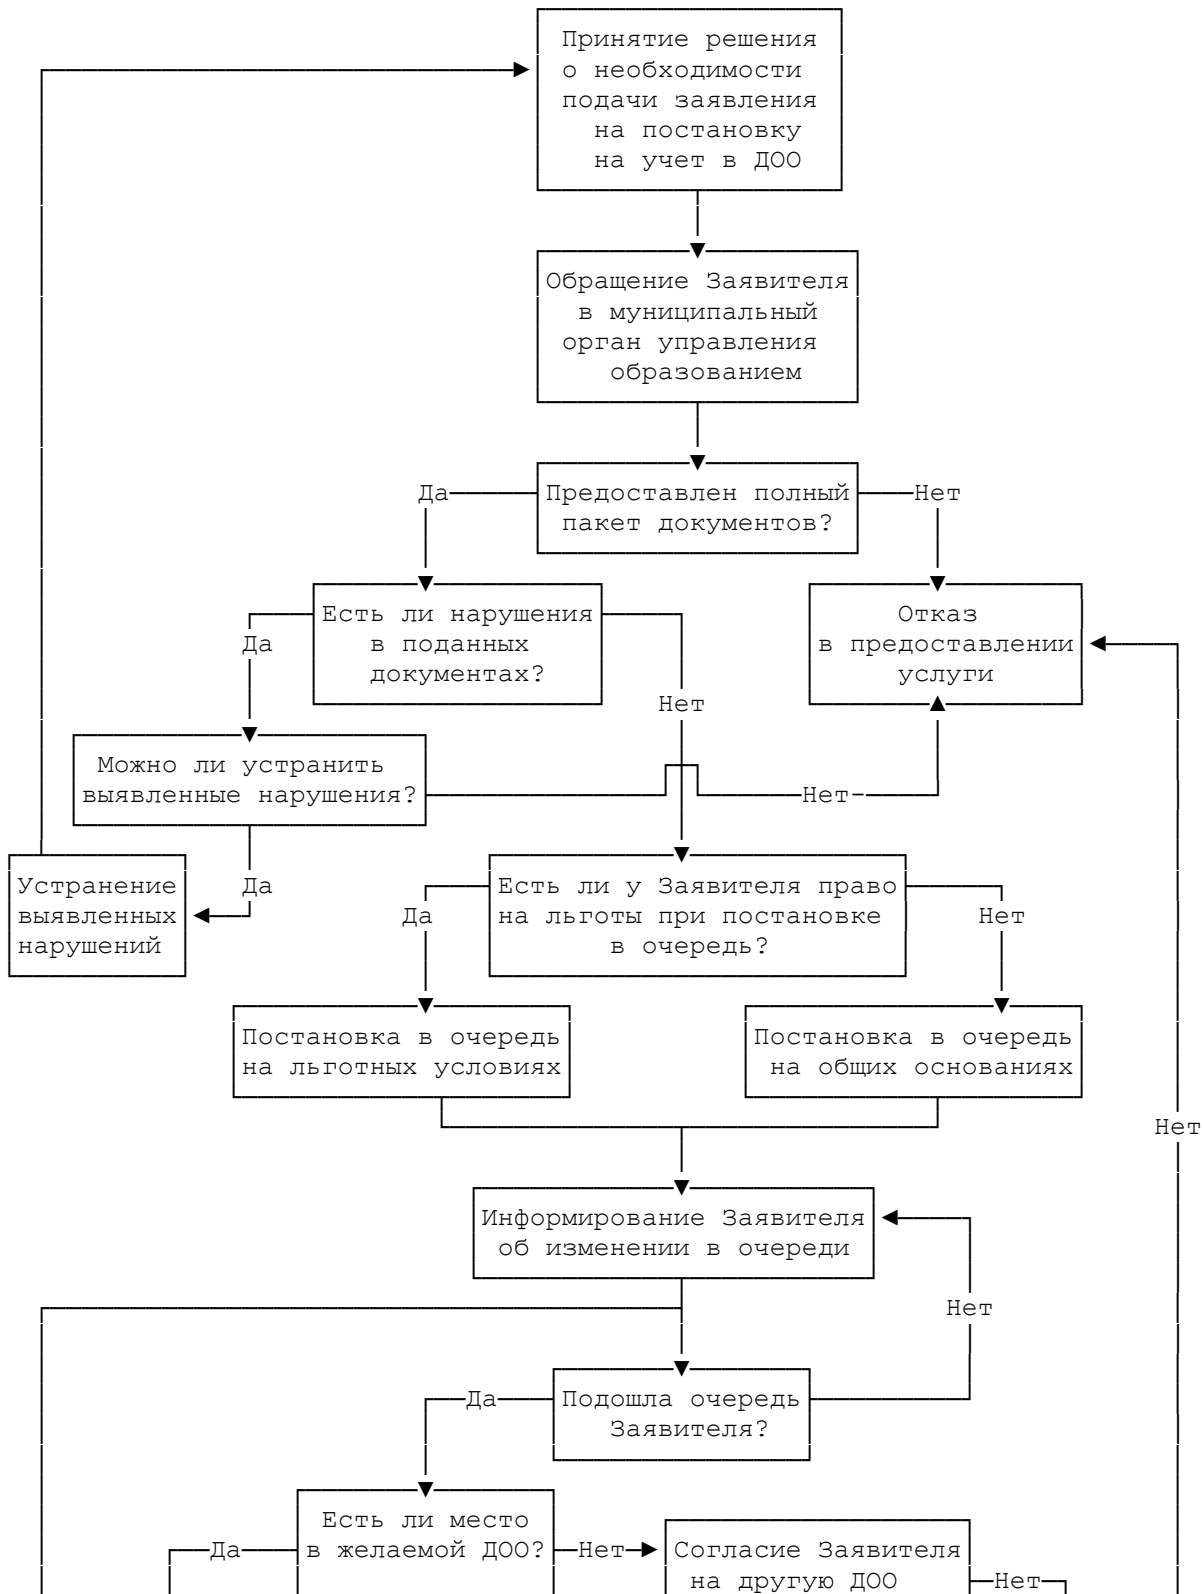 Принятие решения
о необходимости
подачи заявления
на постановку
на учет в ДОО
Обращение Заявителя
в муниципальный
орган управления
образованием
Да
Предоставлен полный
пакет документов?
Нет
Есть ли нарушения
в поданных
документах?
Да
Нет
Отказ
в предоставлении
услуги
Можно ли устранить
выявленные нарушения?
Нет-
Да
Устранение
выявленных
нарушений
Есть ли у Заявителя право
на льготы при постановке
в очередь?
Да
Нет
Постановка в очередь
на льготных условиях
Постановка в очередь
на общих основаниях
Нет
Информирование Заявителя
об изменении в очереди
Нет
Да
Подошла очередь
Заявителя?
Есть ли место
в желаемой ДОО?
Да
Нет
Согласие Заявителя
на другую ДОО
Нет